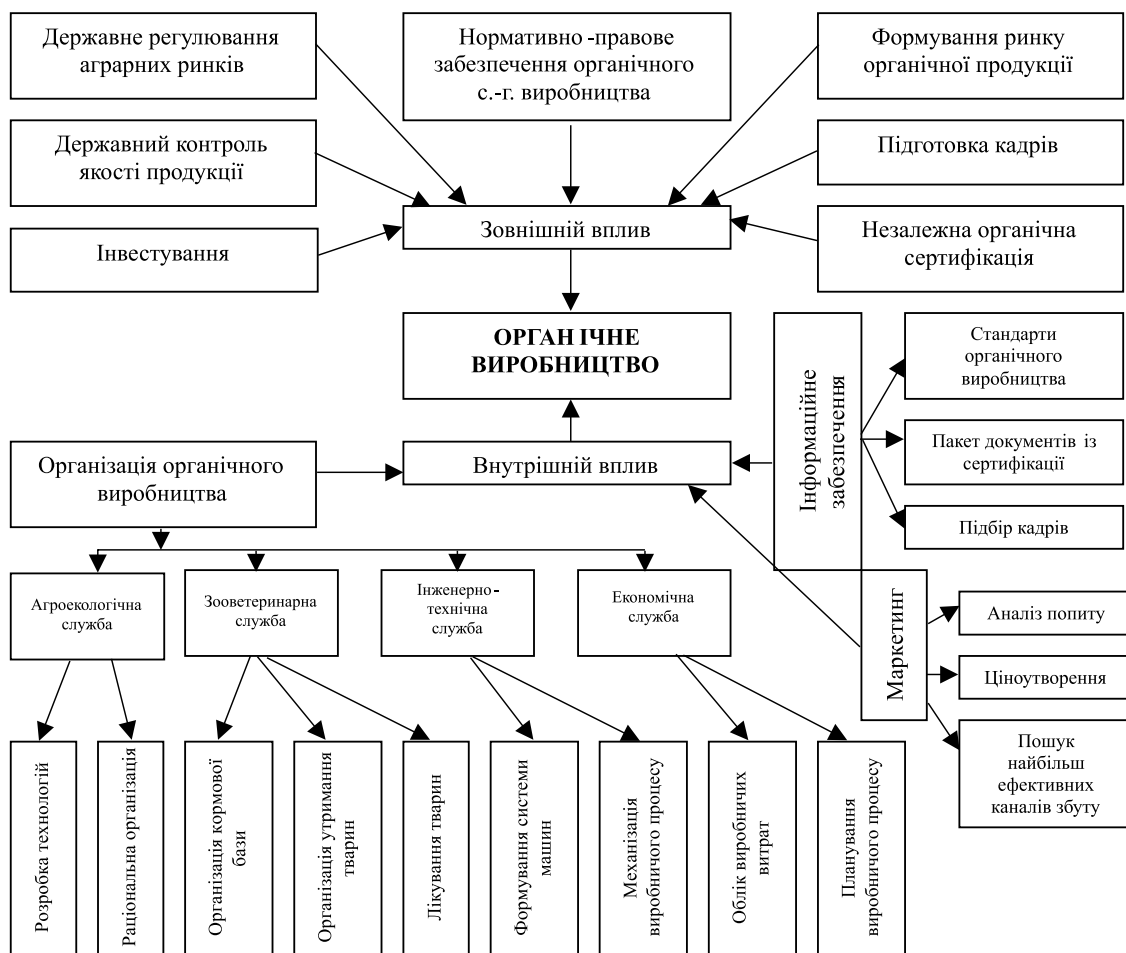 Державне регулювання
аграрних ринків
Нормативно -правове
забезпечення органічного
с.-г. виробництва
Формування ринку
органічної продукції
Державний контроль
якості продукції
Підготовка кадрів
Зовнішній вплив
Інвестування
Незалежна органічна
сертифікація
ОРГАН ІЧНЕ
ВИРОБНИЦТВО
Інформаційне
забезпечення
Стандарти
органічного
виробництва
Пакет документів із
сертифікації
Підбір кадрів
Організація органічного
виробництва
Внутрішній вплив
Агроекологічна
служба
Зооветеринарна
служба
Інженерно-
технічна
служба
Економічна
служба
Маркетинг
Аналіз попиту
Ціноутворення
Пошук
найбільш
ефективних
каналів збуту
Розробка технологій
Раціональна організація
Організація кормової
бази
Організація утримання
тварин
Лікування тварин
Формування системи
машин
Механізація
виробничого процесу
Облік виробничих
витрат
Планування
виробничого процесу